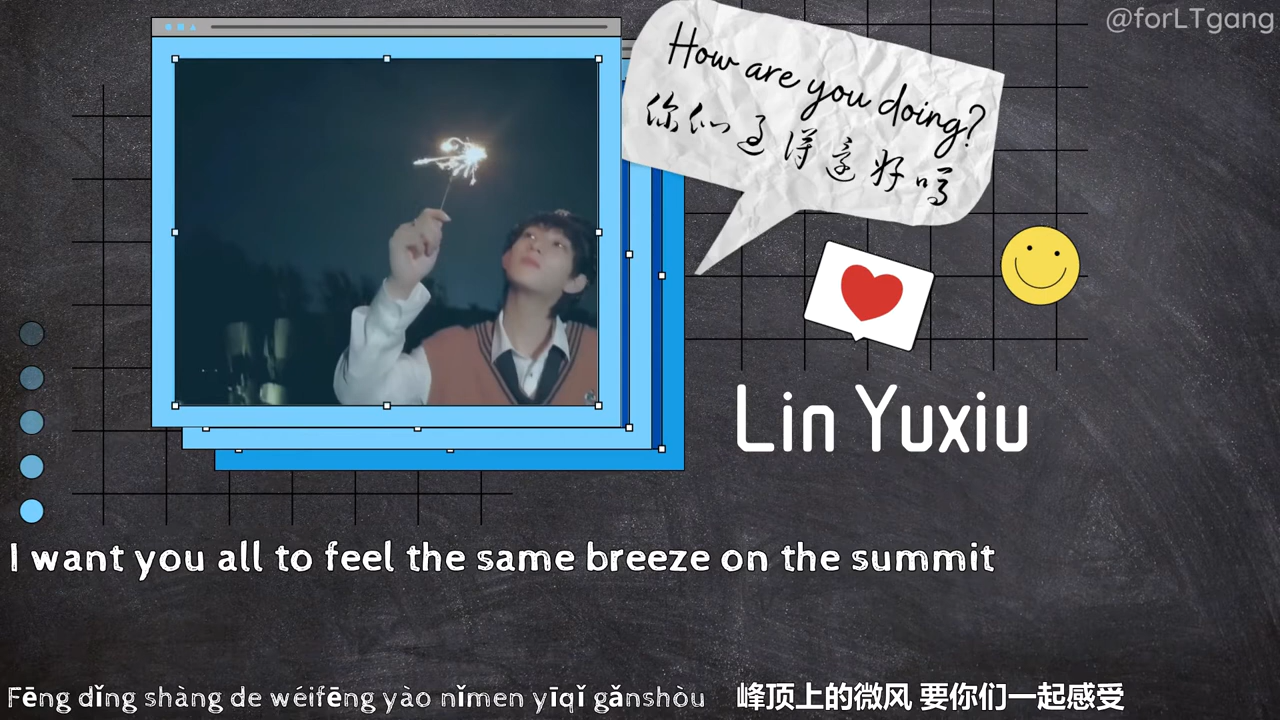 @forLTgang
How are you doing?
你们过得还好吗
Lin Yuxiu
I want you all to feel the same breeze on the summit
Fēng dǐng shàng de wéifēng yào nǐmen yīqǐ gǎnshòu
峰顶上的微风 要你们一起感受